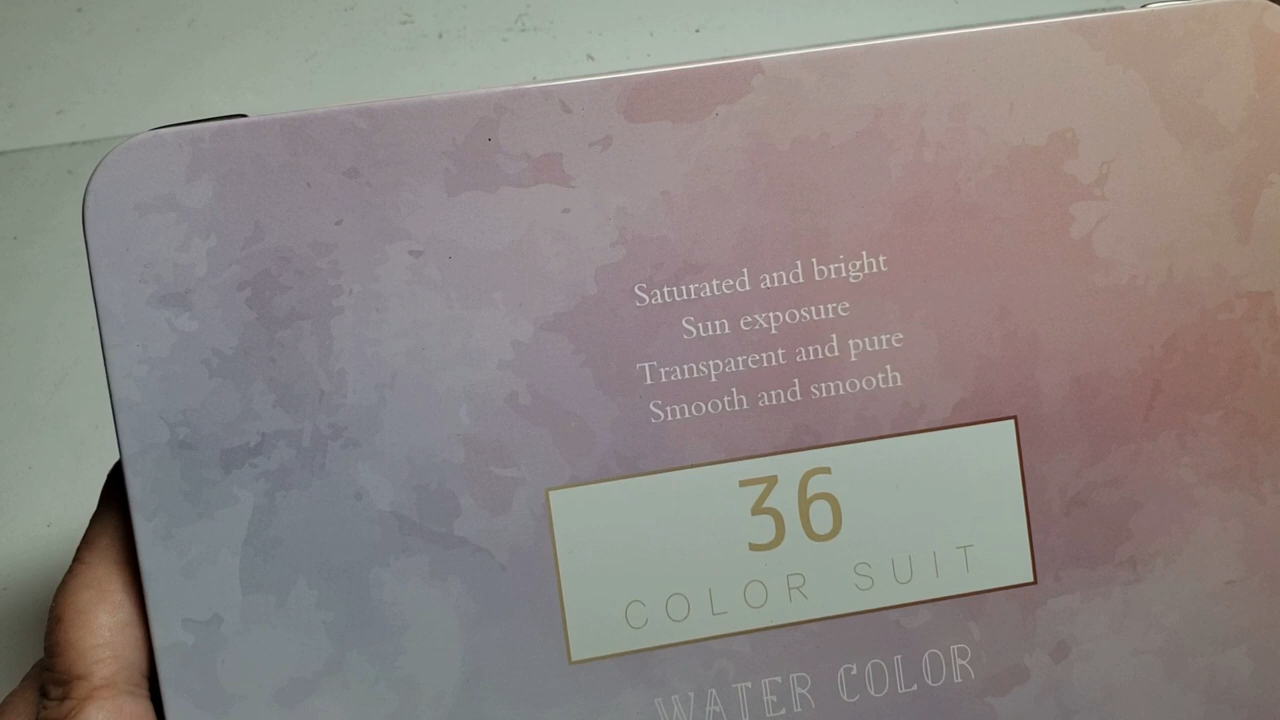 Saturated and bright
Sun exposure
Transparent and pure
Smooth and smooth
36
COLOR SUIT
WATER COLOR